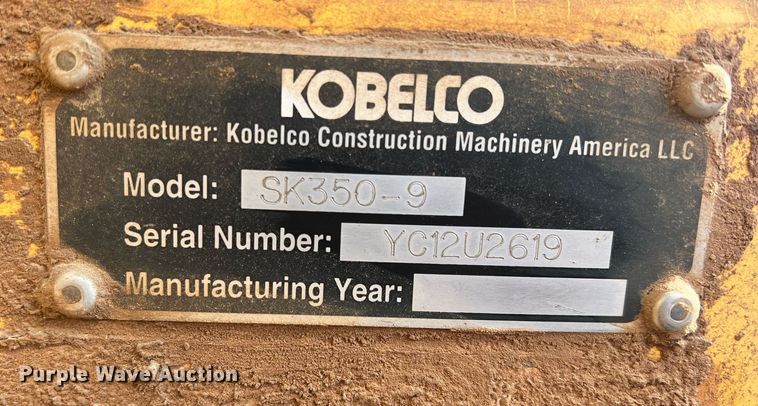 KOBELCO
Manufacturer: Kobelco Construction Machinery America LLC
Model: SK350-9
Serial Number: YC12U2619
Manufacturing Year:
Purple Wave Auction